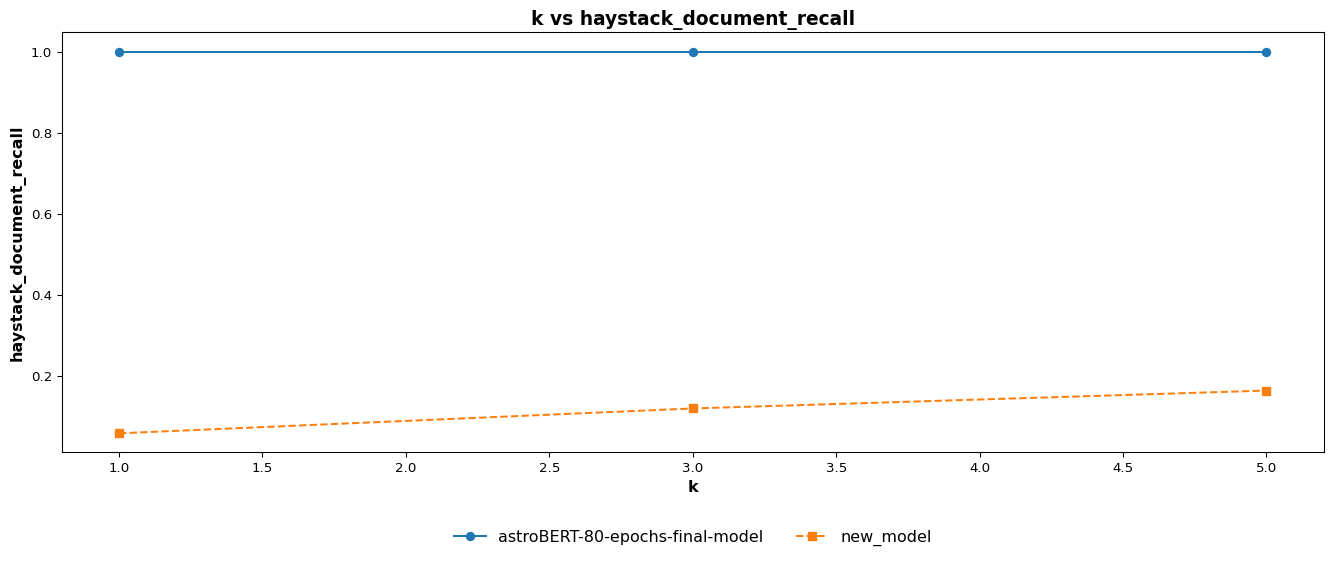 k vs haystack_document_recall
haystack_document_recall
1.0
0.8
0.6
0.4
0.2
1.0 1.5 2.0 2.5 3.0 3.5 4.0 4.5 5.0
k
astroBERT-80-epochs-final-model new_model